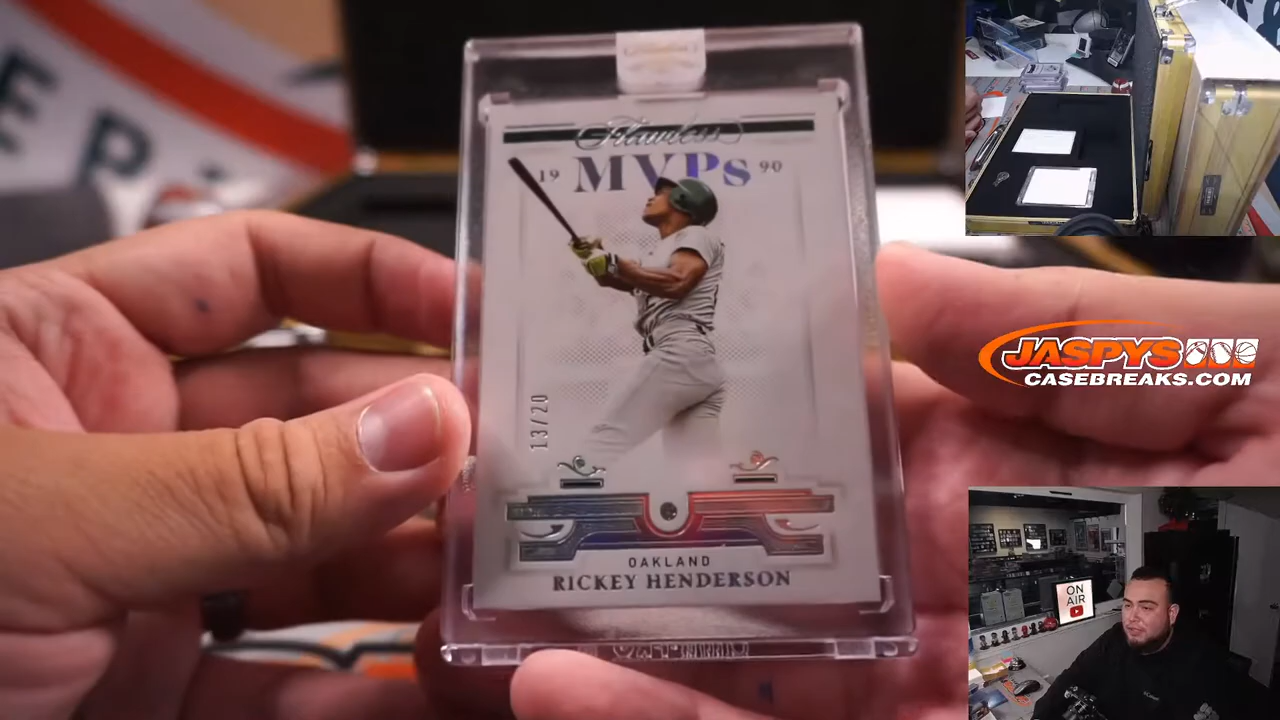 Flawless
19 MVPs 90
13/20
OAKLAND
RICKEY HENDERSON
JASPYS
CASEBREAKS.COM
ON
AIR